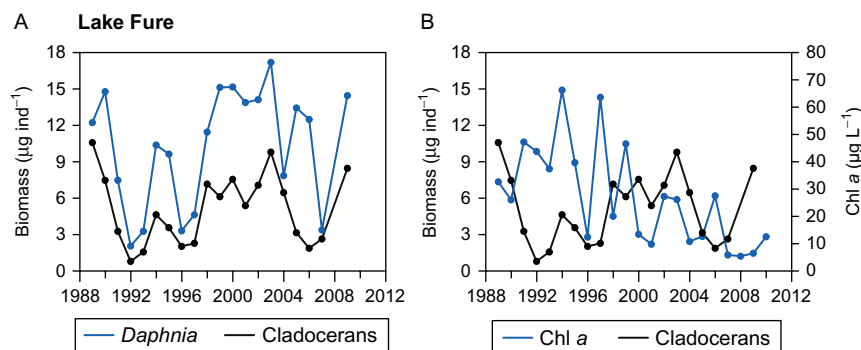 A Lake Fure
B
18
15
12
9
6
3
0
Biomass (µg ind⁻¹)
1988 1992 1996 2000 2004 2008 2012
Daphnia Cladocerans
18
15
12
9
6
3
0
Biomass (µg ind⁻¹)
80
70
60
50
40
30
20
10
0
Chl a (µg L⁻¹)
1988 1992 1996 2000 2004 2008 2012
Chl a Cladocerans